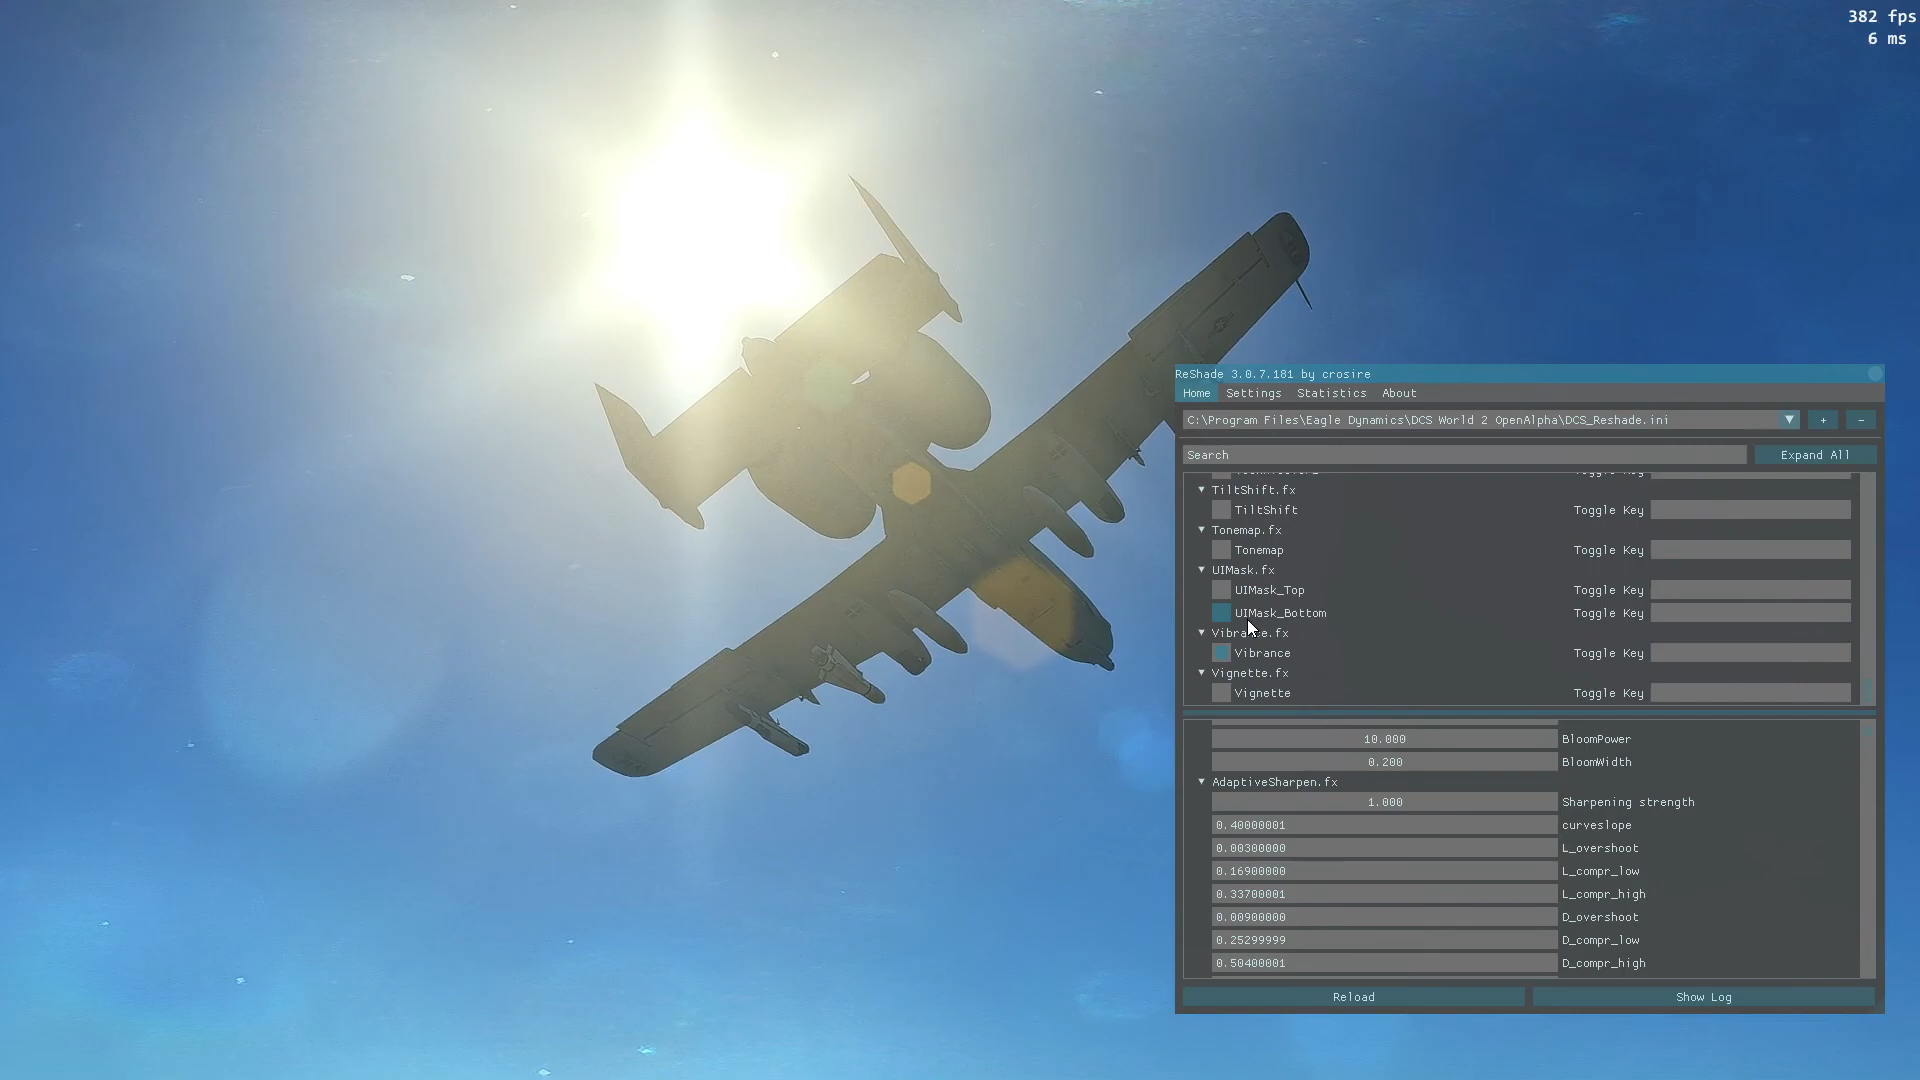 382 fps
6 ms
ReShade 3.0.7.181 by crosire
Home Settings Statistics About
C:\Program Files\Eagle Dynamics\DCS World 2 OpenAlpha\DCS_Reshade.ini + -
Search Expand All
TiltShift.fx
TiltShift Toggle Key
Tonemap.fx
Tonemap Toggle Key
UIMask.fx
UIMask_Top Toggle Key
UIMask_Bottom Toggle Key
Vibrance.fx
Vibrance Toggle Key
Vignette.fx
Vignette Toggle Key
10.000 BloomPower
0.200 BloomWidth
AdaptiveSharpen.fx
1.000 Sharpening strength
0.40000001 curveslope
0.00300000 L_overshoot
0.16900000 L_compr_low
0.33700001 L_compr_high
0.00900000 D_overshoot
0.25299999 D_compr_low
0.50400001 D_compr_high
Reload Show Log